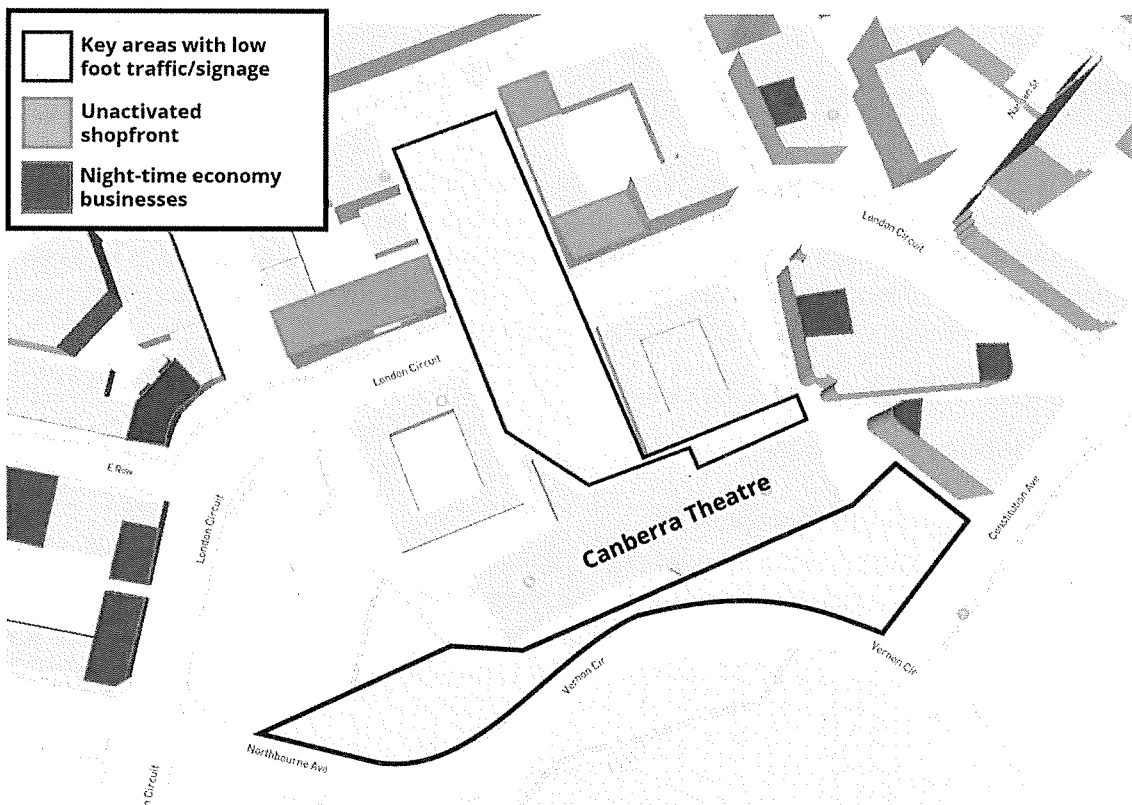 Key areas with low
foot traffic/signage
Unactivated
shopfront
Night-time economy
businesses
London Circuit
London Circuit
E Row
London Circuit
Canberra Theatre
Constitution Ave
Vernon Cir
Vernon Cir
Northbourne Ave